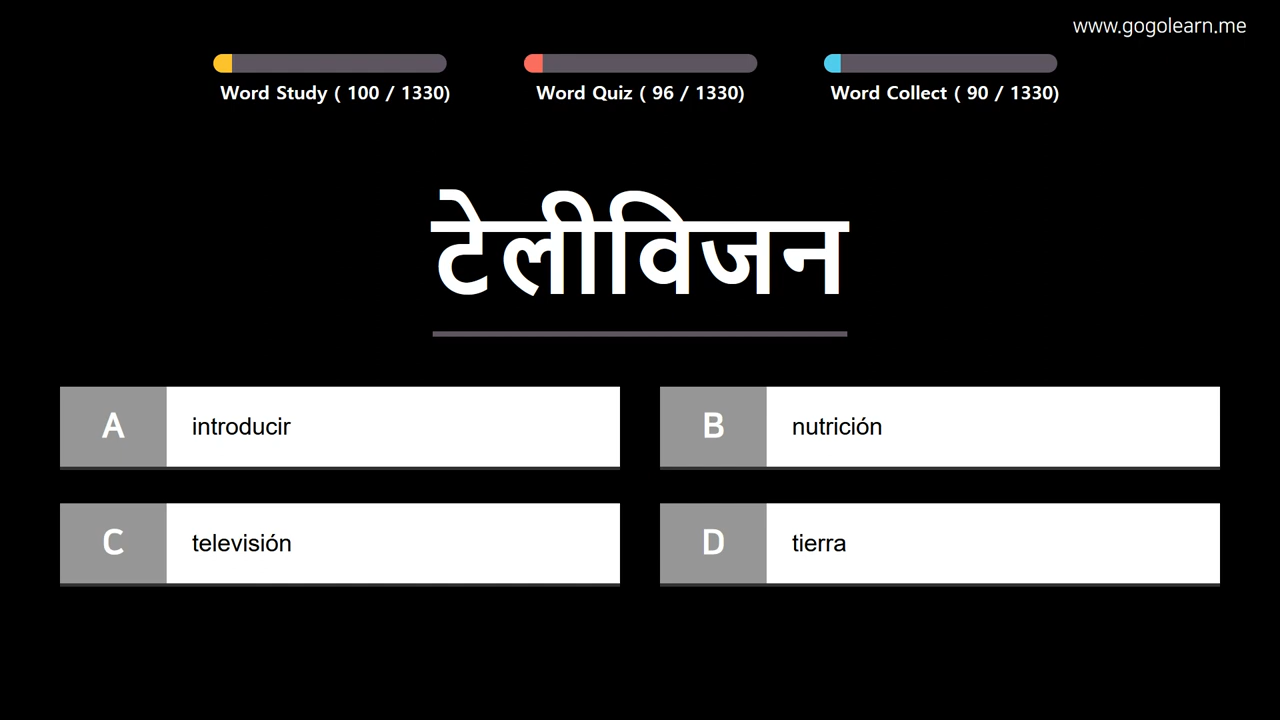 www.gogolearn.me
Word Study ( 100 / 1330)
Word Quiz ( 96 / 1330)
Word Collect ( 90 / 1330)
टेलीविजन
A introducir
B nutrición
C televisión
D tierra